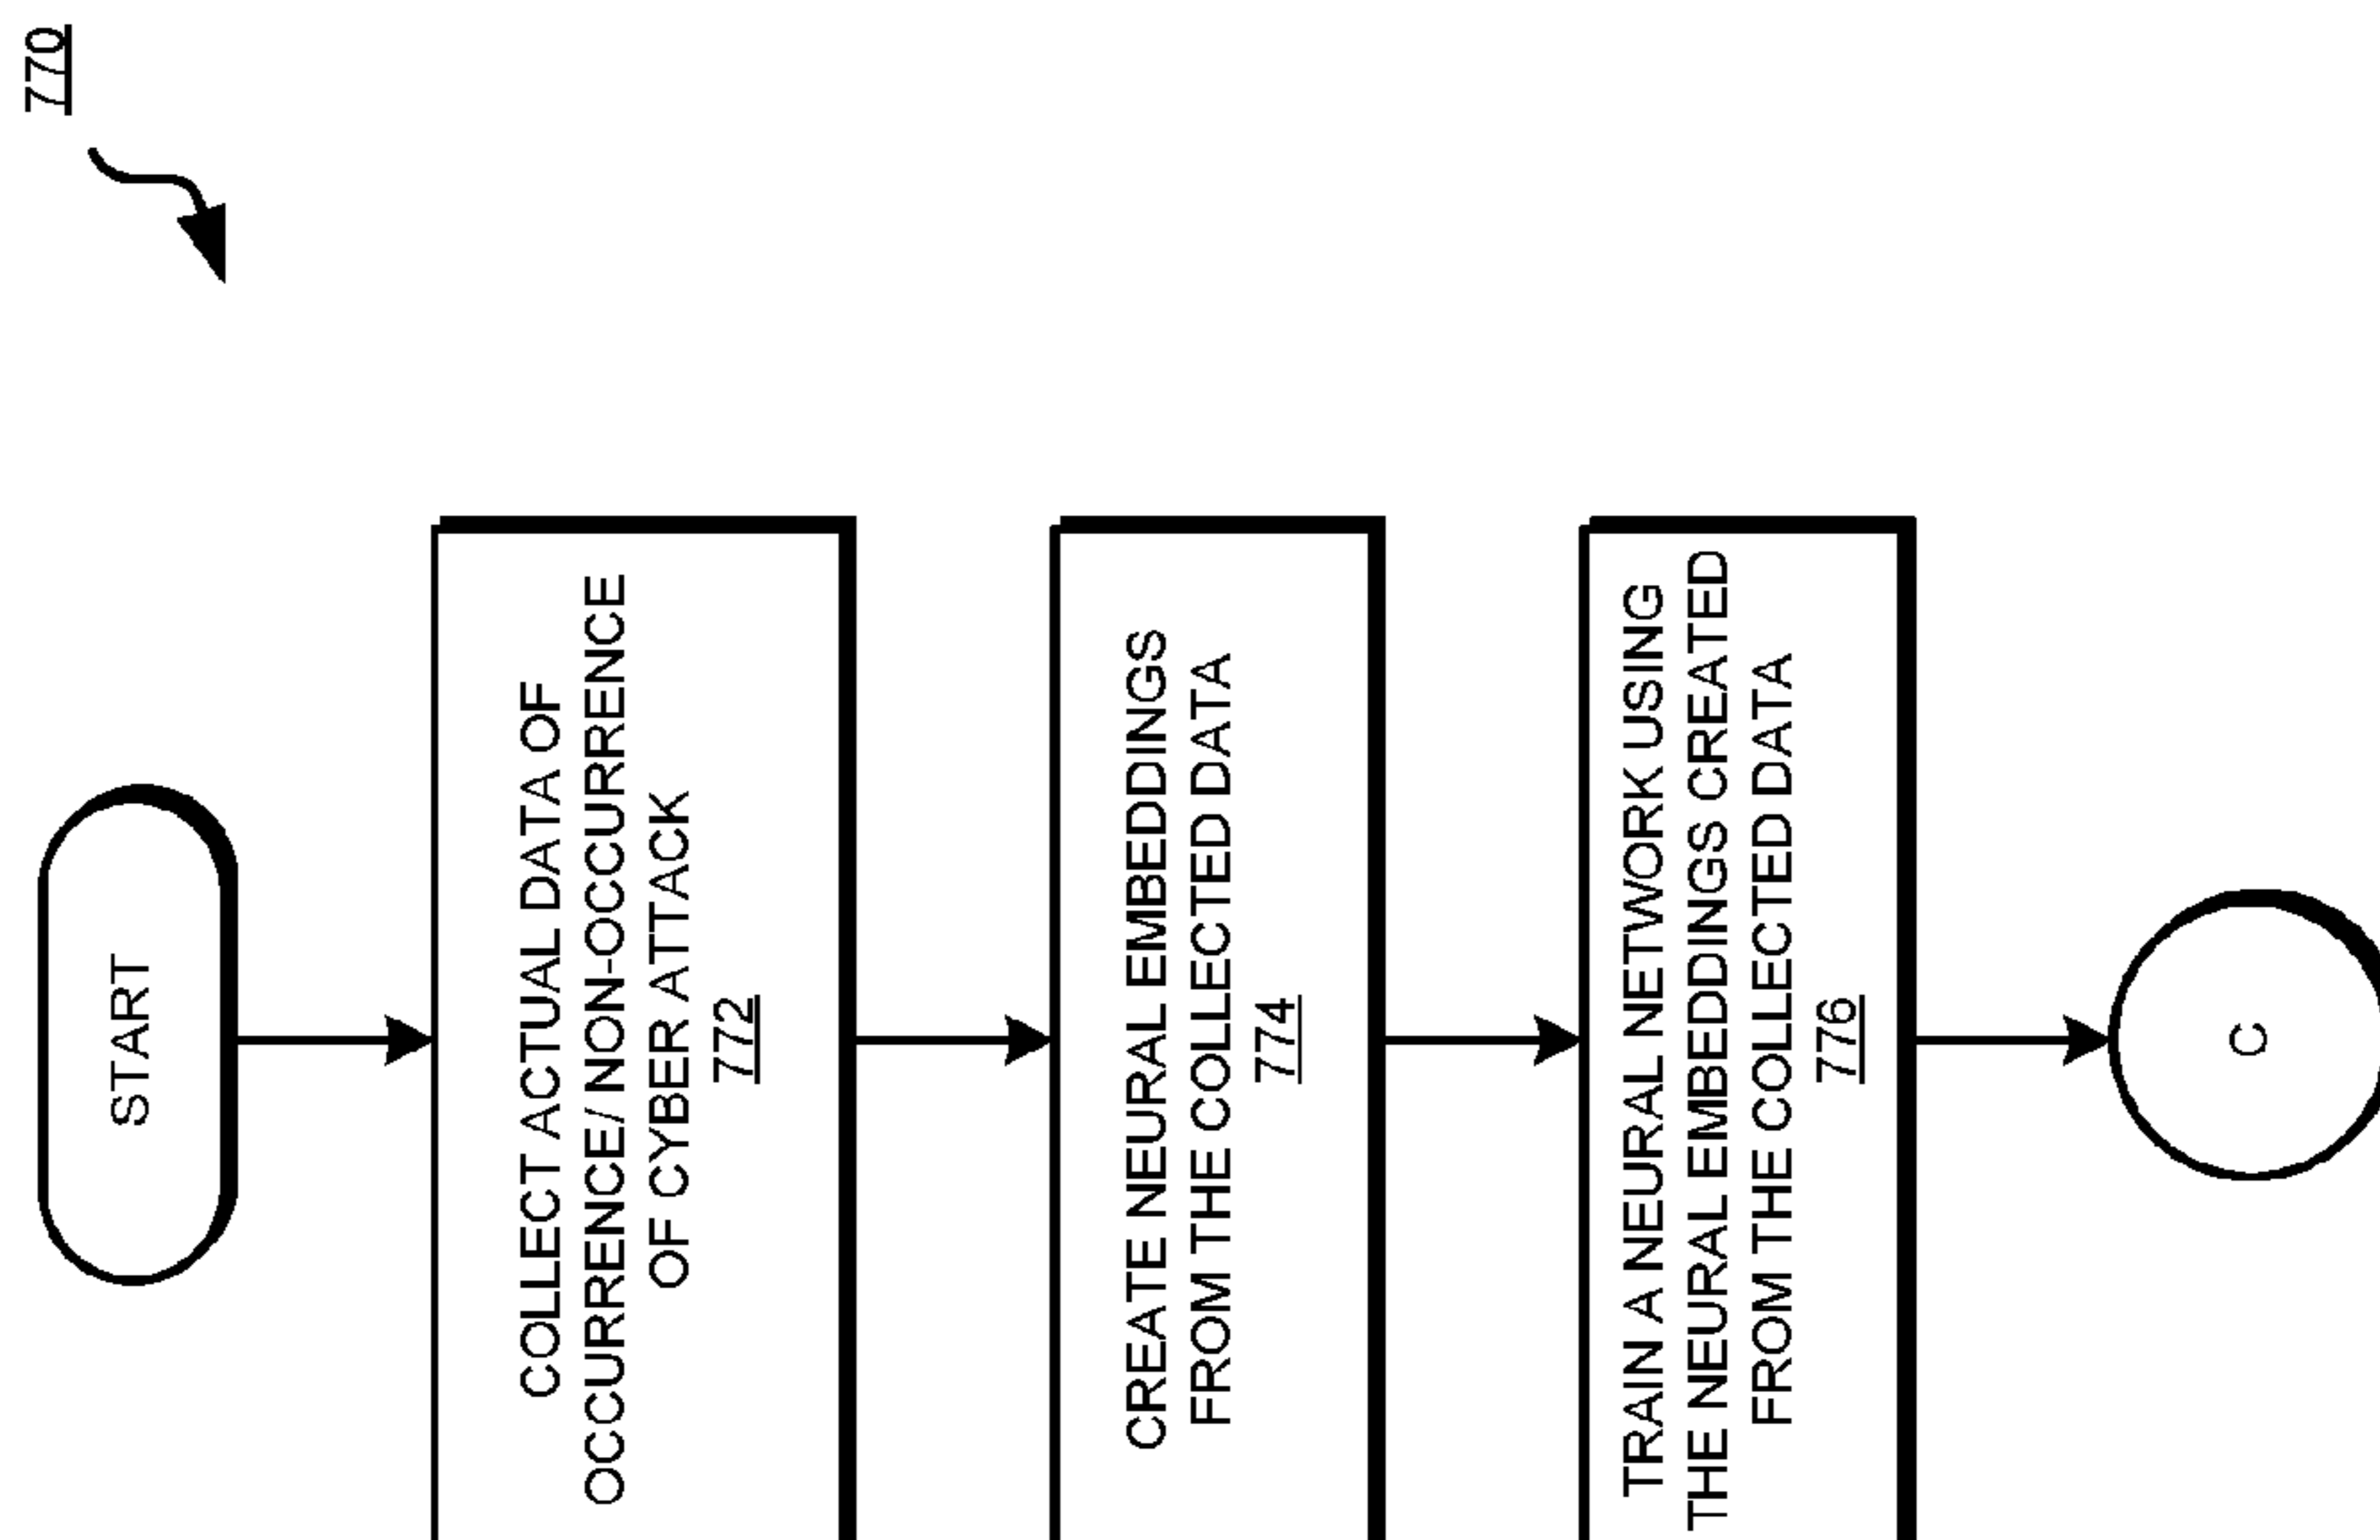 770
START
COLLECT ACTUAL DATA OF
OCCURRENCE/ NON-OCCURRENCE
OF CYBER ATTACK
772
CREATE NEURAL EMBEDDINGS
FROM THE COLLECTED DATA
774
TRAIN A NEURAL NETWORK USING
THE NEURAL EMBEDDINGS CREATED
FROM THE COLLECTED DATA
776
C